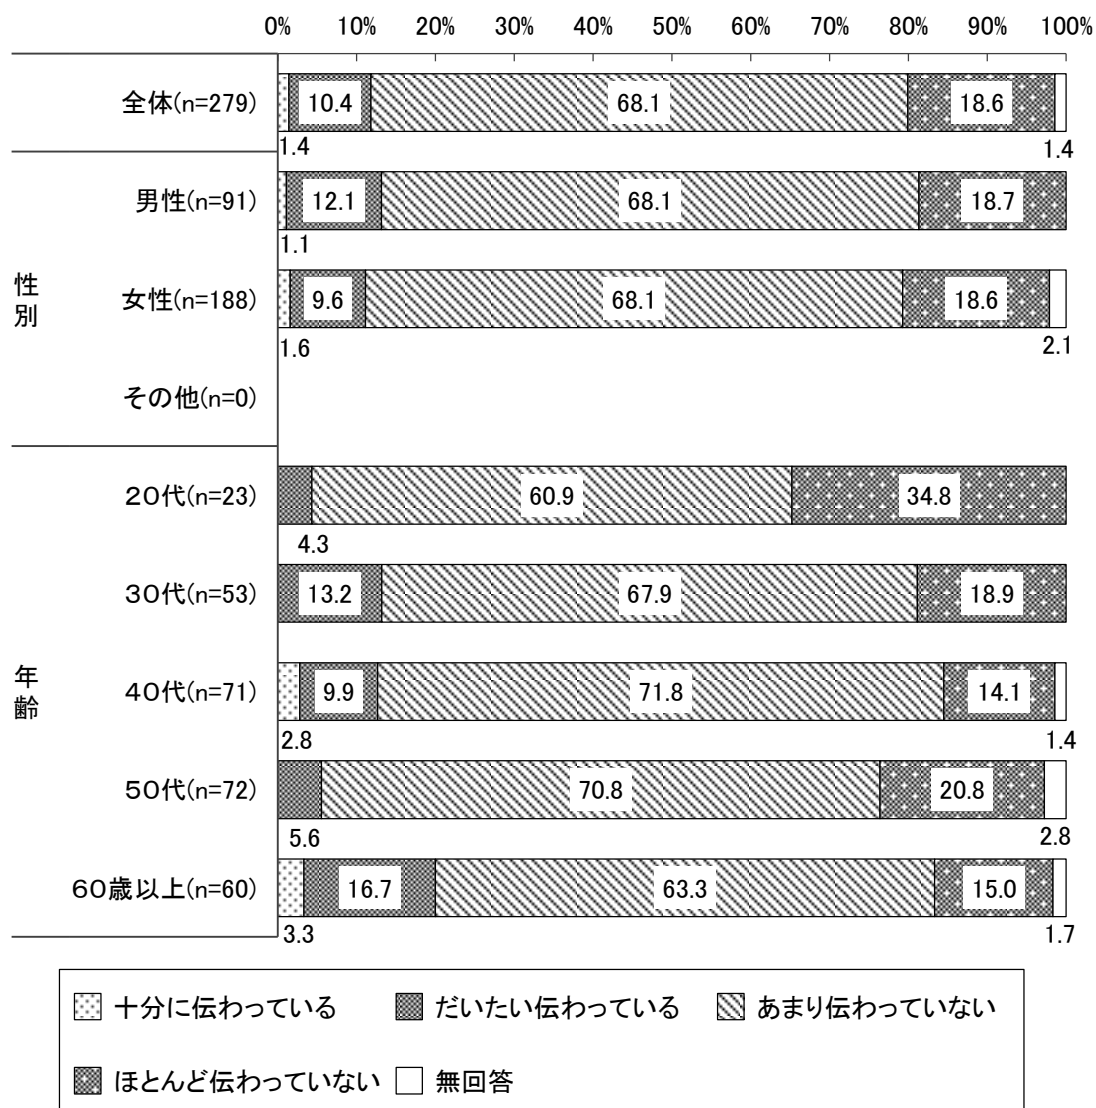 0% 10% 20% 30% 40% 50% 60% 70% 80% 90% 100%
全体(n=279) 10.4 68.1 18.6
1.4 1.4
男性(n=91) 12.1 68.1 18.7
1.1
性別
女性(n=188) 9.6 68.1 18.6
1.6 2.1
その他(n=0)
20代(n=23) 60.9 34.8
4.3
30代(n=53) 13.2 67.9 18.9
年齢
40代(n=71) 9.9 71.8 14.1
2.8 1.4
50代(n=72) 70.8 20.8
5.6 2.8
60歳以上(n=60) 16.7 63.3 15.0
3.3 1.7
十分に伝わっている だいたい伝わっている あまり伝わっていない
ほとんど伝わっていない 無回答